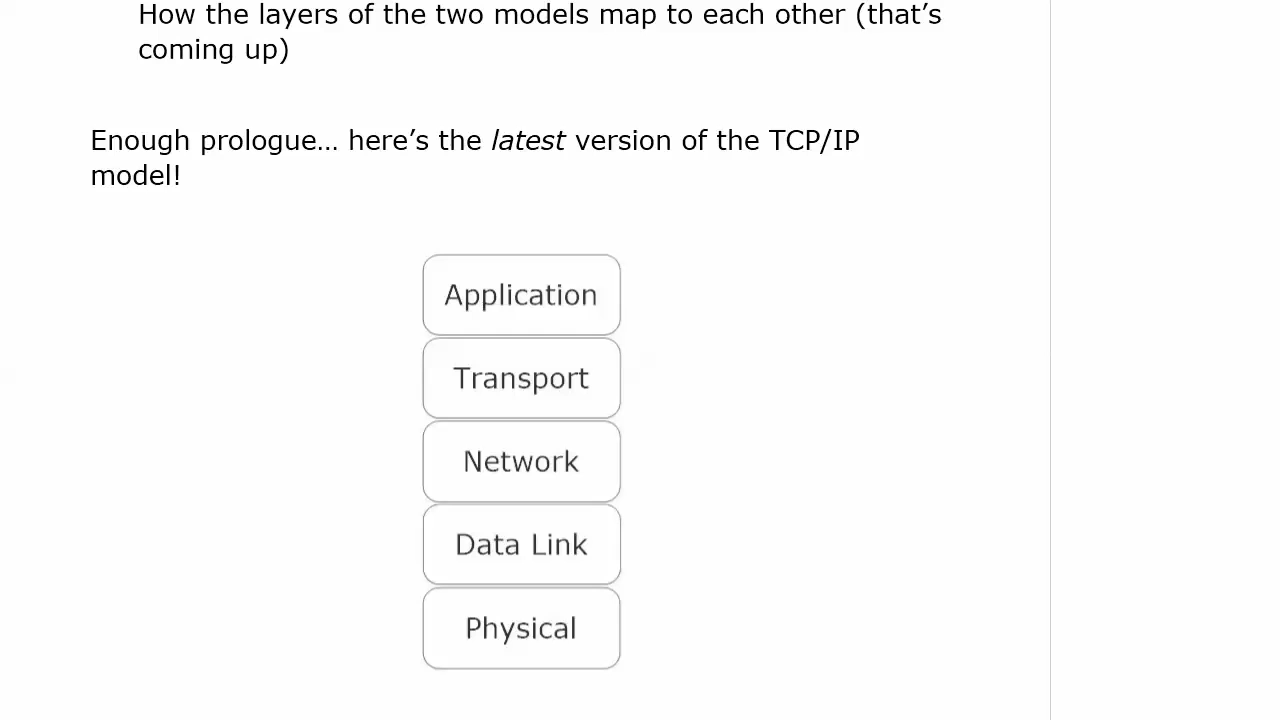 How the layers of the two models map to each other (that’s
coming up)
Enough prologue… here’s the latest version of the TCP/IP
model!
Application
Transport
Network
Data Link
Physical